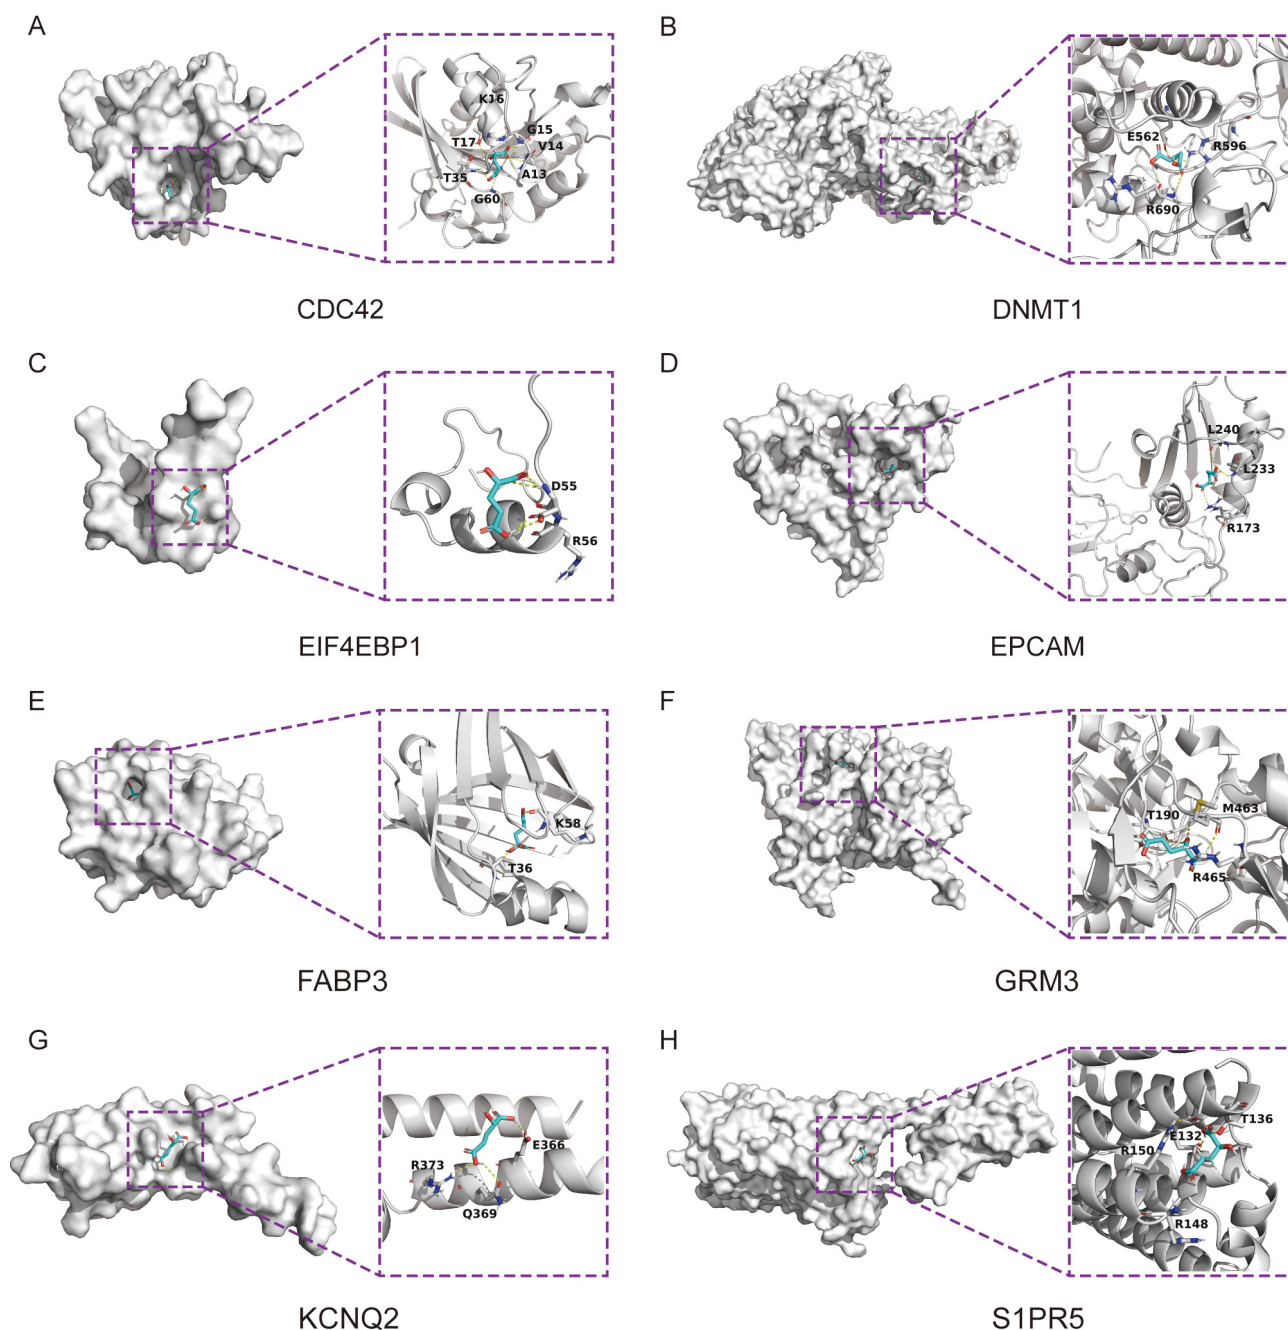 A
K16
T17
G15
V14
T35
A13
G60
CDC42
B
E562
R596
R690
DNMT1
C
D55
R56
EIF4EBP1
D
L240
L233
R173
EPCAM
E
K58
T36
FABP3
F
T190
M463
R465
GRM3
G
E366
R373
Q369
KCNQ2
H
T136
E132
R150
R148
S1PR5